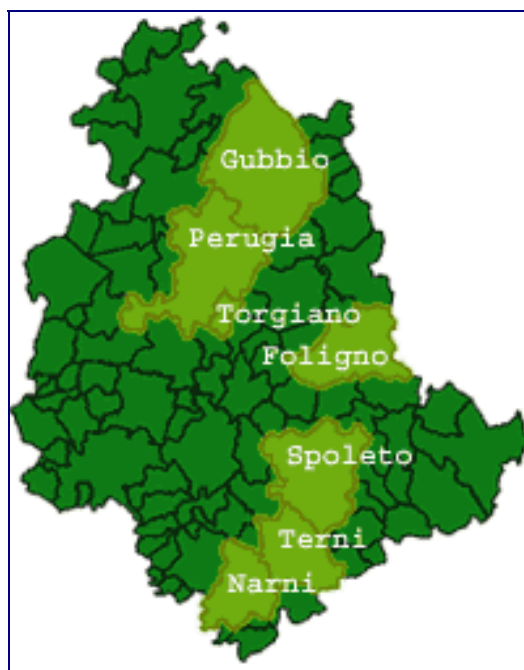 Gubbio
Perugia
Torgiano
Foligno
Spoleto
Terni
Narni